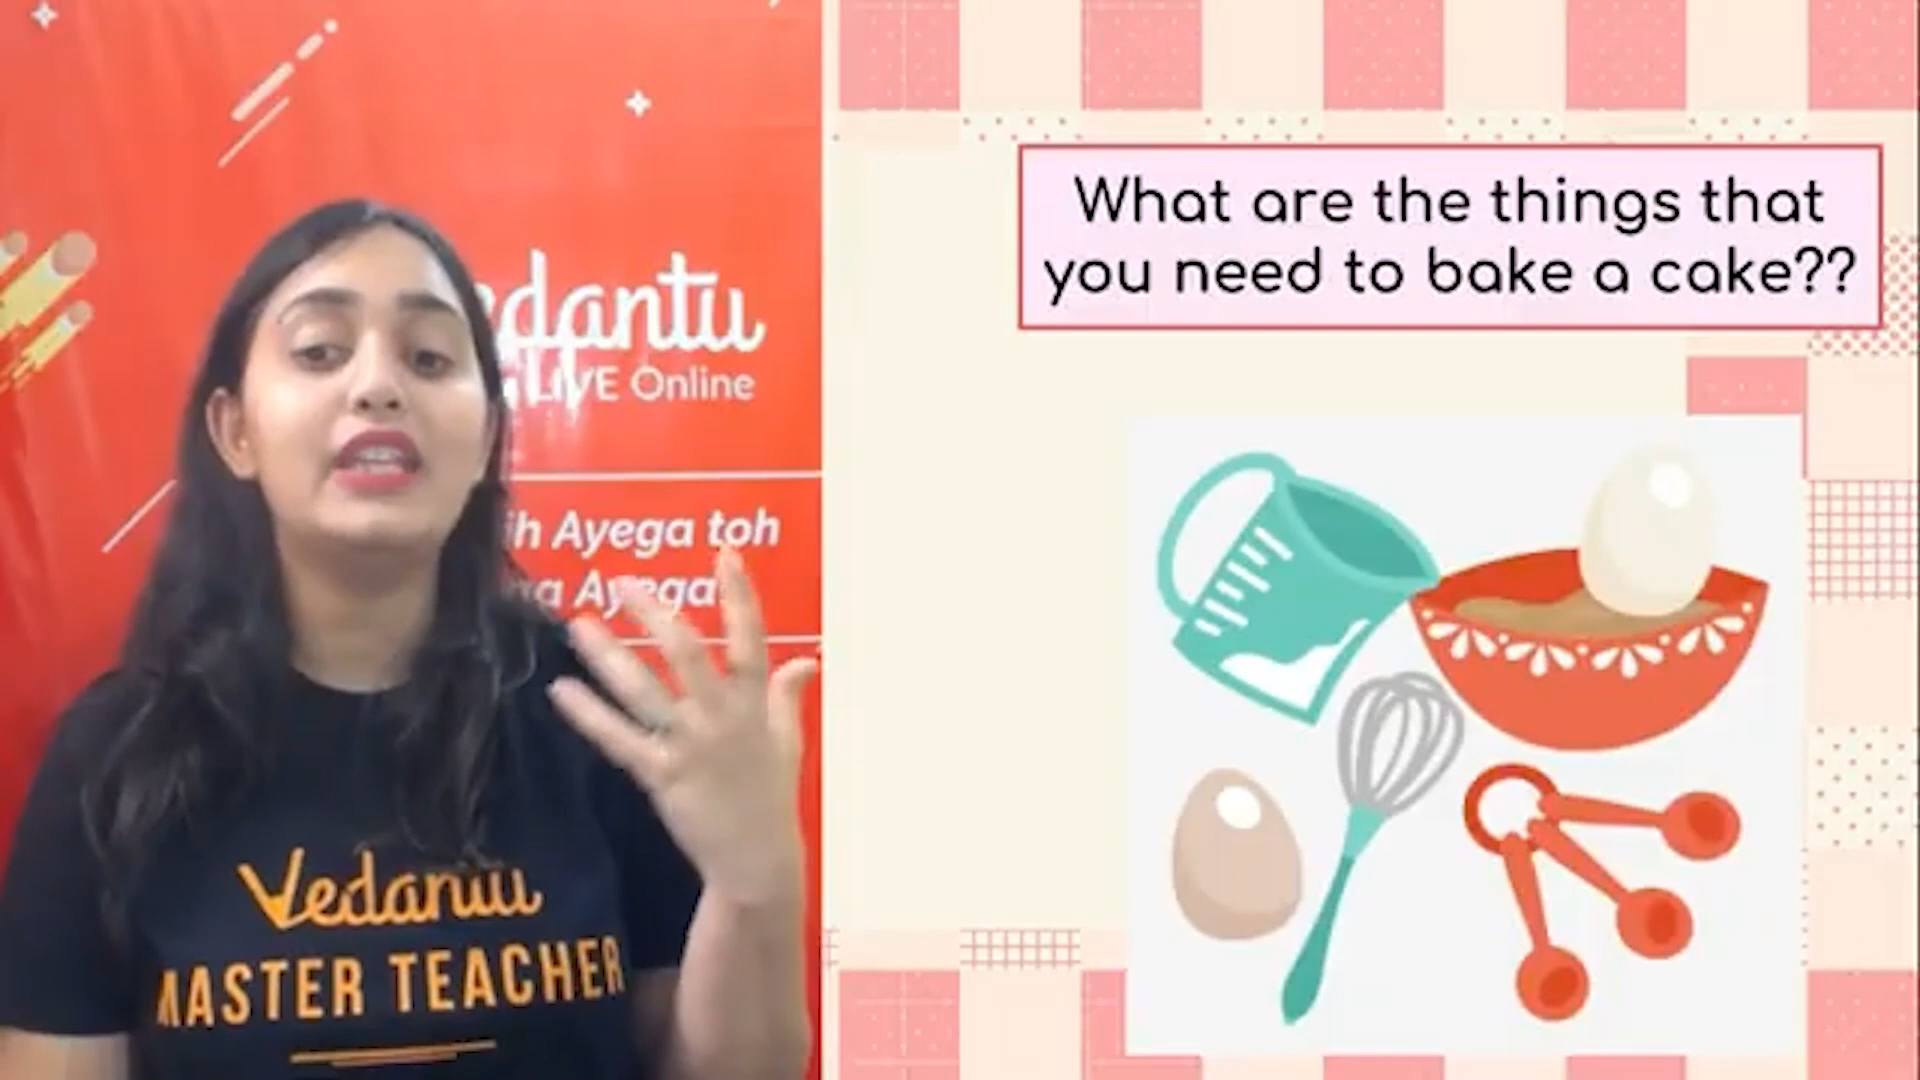 What are the things that
you need to bake a cake??
LIVE Online
Ayega toh
Vedantu
MASTER TEACHER